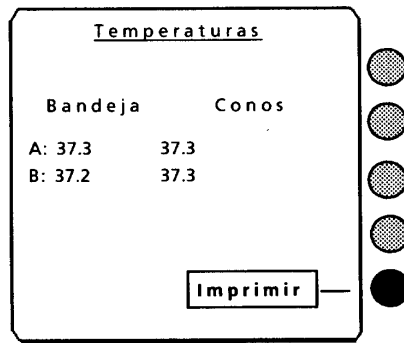 Temperaturas
Bandeja Conos
A: 37.3 37.3
B: 37.2 37.3
Imprimir